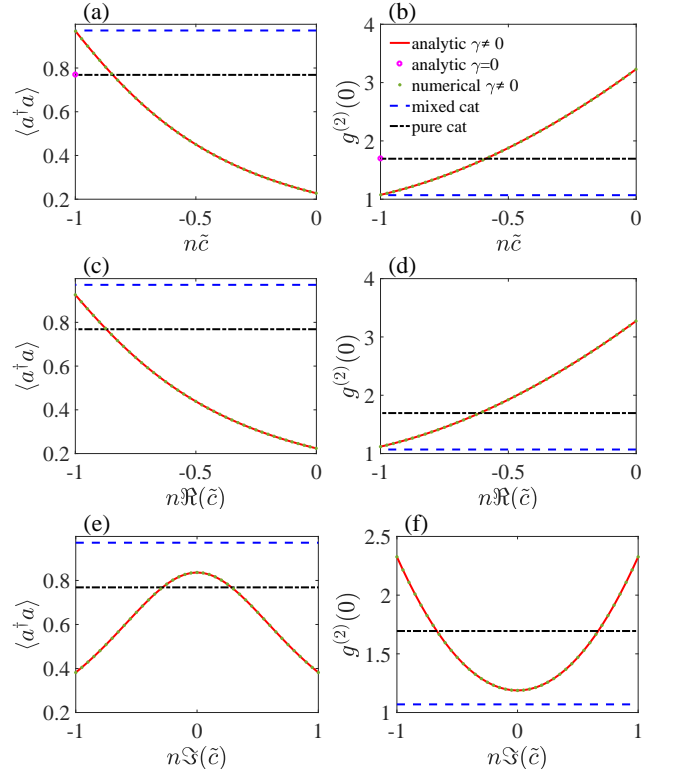 (a)
⟨a†a⟩
0.8
0.6
0.4
0.2
-1
-0.5
0
nc̃
(b)
g⁽²⁾(0)
4
3
2
1
analytic γ≠ 0
analytic γ=0
numerical γ≠ 0
mixed cat
pure cat
-1
-0.5
0
nc̃
(c)
⟨a†a⟩
0.8
0.6
0.4
0.2
-1
-0.5
0
nℜ(c̃)
(d)
g⁽²⁾(0)
4
3
2
1
-1
-0.5
0
nℜ(c̃)
(e)
⟨a†a⟩
0.8
0.6
0.4
0.2
-1
0
1
nℑ(c̃)
(f)
g⁽²⁾(0)
2.5
2
1.5
1
-1
0
1
nℑ(c̃)